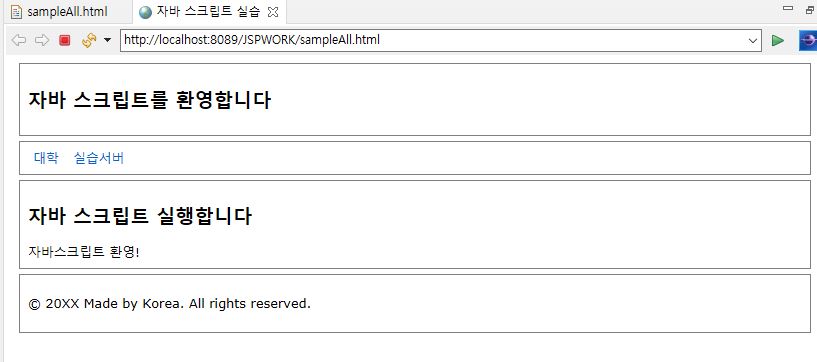 sampleAll.html
자바 스크립트 실습
http://localhost:8089/JSPWORK/sampleAll.html
자바 스크립트를 환영합니다
대학 실습서버
자바 스크립트 실행합니다
자바스크립트 환영!
© 20XX Made by Korea. All rights reserved.